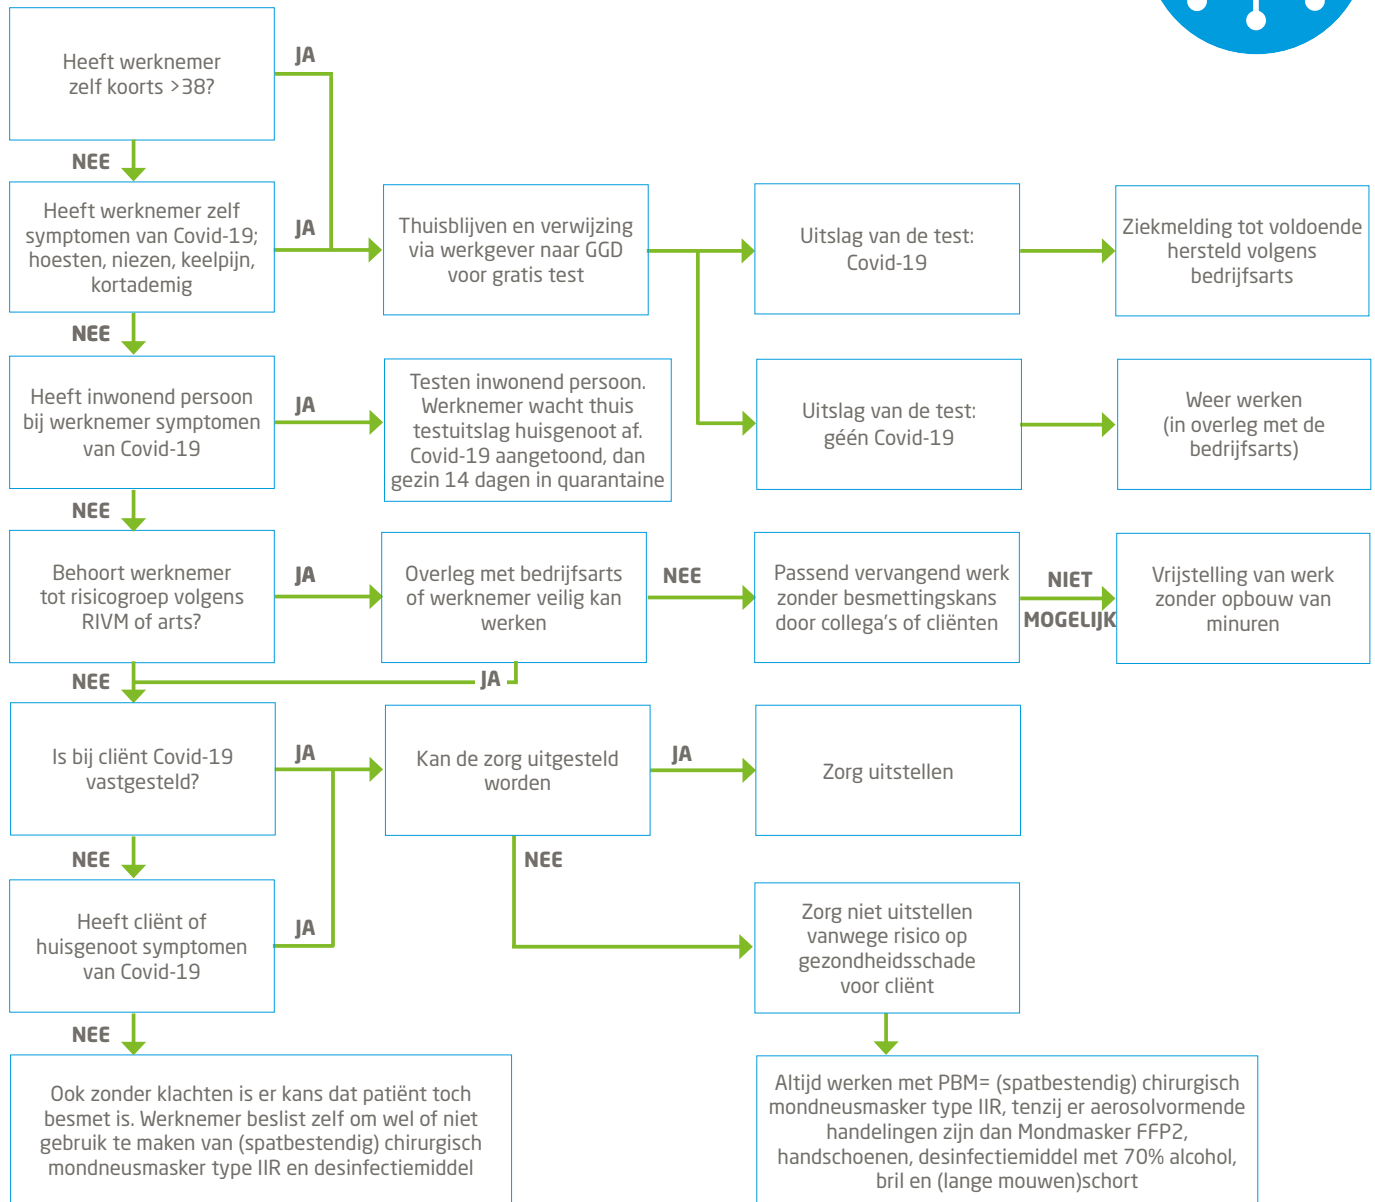 Heeft werknemer
zelf koorts >38?
JA
NEE
Heeft werknemer zelf
symptomen van Covid-19;
hoesten, niezen, keelpijn,
kortademig
JA
Thuisblijven en verwijzing
via werkgever naar GGD
voor gratis test
Uitslag van de test:
Covid-19
Ziekmelding tot voldoende
hersteld volgens
bedrijfsarts
NEE
Heeft inwonend persoon
bij werknemer symptomen
van Covid-19
JA
Testen inwonend persoon.
Werknemer wacht thuis
testuitslag huisgenoot af.
Covid-19 aangetoond, dan
gezin 14 dagen in quarantaine
Uitslag van de test:
géén Covid-19
Weer werken
(in overleg met de
bedrijfsarts)
NEE
Behoort werknemer
tot risicogroep volgens
RIVM of arts?
JA
Overleg met bedrijfsarts
of werknemer veilig kan
werken
NEE
Passend vervangend werk
zonder besmettingskans
door collega's of cliënten
NIET
MOGELIJK
Vrijstelling van werk
zonder opbouw van
minuren
NEE
JA
Is bij cliënt Covid-19
vastgesteld?
JA
Kan de zorg uitgesteld
worden
JA
Zorg uitstellen
NEE
NEE
Heeft cliënt of
huisgenoot symptomen
van Covid-19
JA
Zorg niet uitstellen
vanwege risico op
gezondheidsschade
voor cliënt
NEE
Ook zonder klachten is er kans dat patiënt toch
besmet is. Werknemer beslist zelf om wel of niet
gebruik te maken van (spatbestendig) chirurgisch
mondneusmasker type IIR en desinfectiemiddel
Altijd werken met PBM= (spatbestendig) chirurgisch
mondneusmasker type IIR, tenzij er aerosolvormende
handelingen zijn dan Mondmasker FFP2,
handschoenen, desinfectiemiddel met 70% alcohol,
bril en (lange mouwen)schort